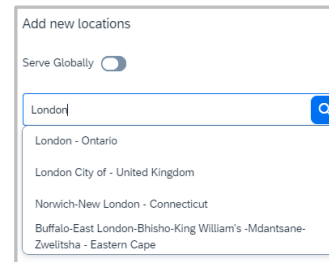 Add new locations
Serve Globally
London
London - Ontario
London City of - United Kingdom
Norwich-New London - Connecticut
Buffalo-East London-Bhisho-King William's -Mdantsane-
Zwelitsha - Eastern Cape